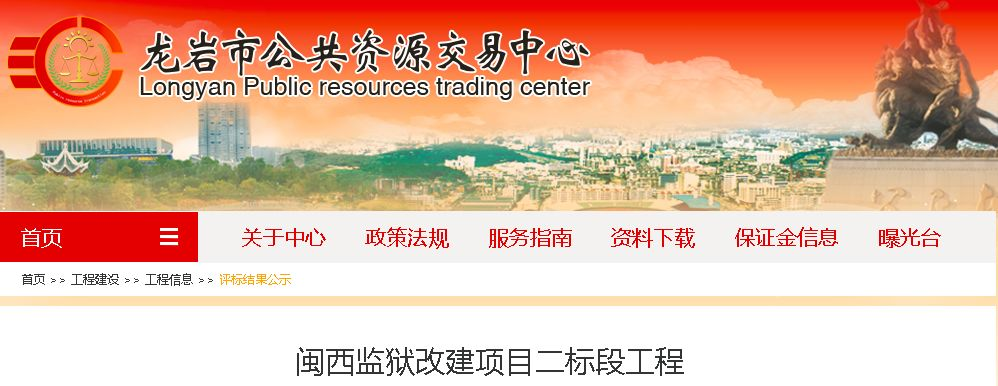 龙岩市公共资源交易中心
Longyan Public resources trading center
首页 关于中心 政策法规 服务指南 资料下载 保证金信息 曝光台
首页 >> 工程建设 >> 工程信息 >> 评标结果公示
闽西监狱改建项目二标段工程